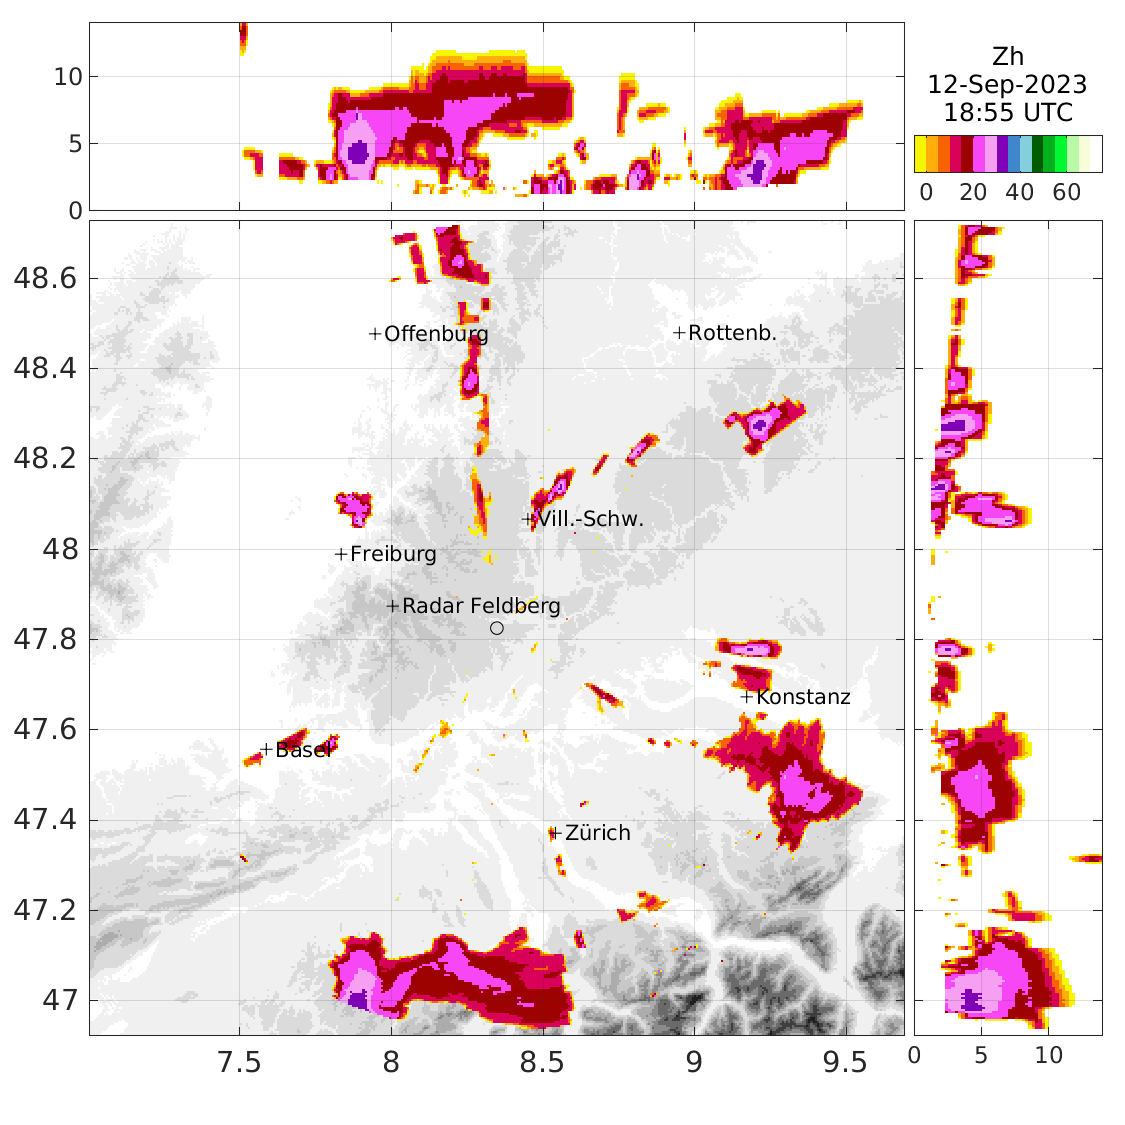 Zh
12-Sep-2023
18:55 UTC
0 20 40 60
10
5
0
48.6
48.4
48.2
48
47.8
47.6
47.4
47.2
47
Offenburg
Rottenb.
Vill.-Schw.
Freiburg
Radar Feldberg
Konstanz
Basel
Zürich
7.5 8 8.5 9 9.5
0 5 10